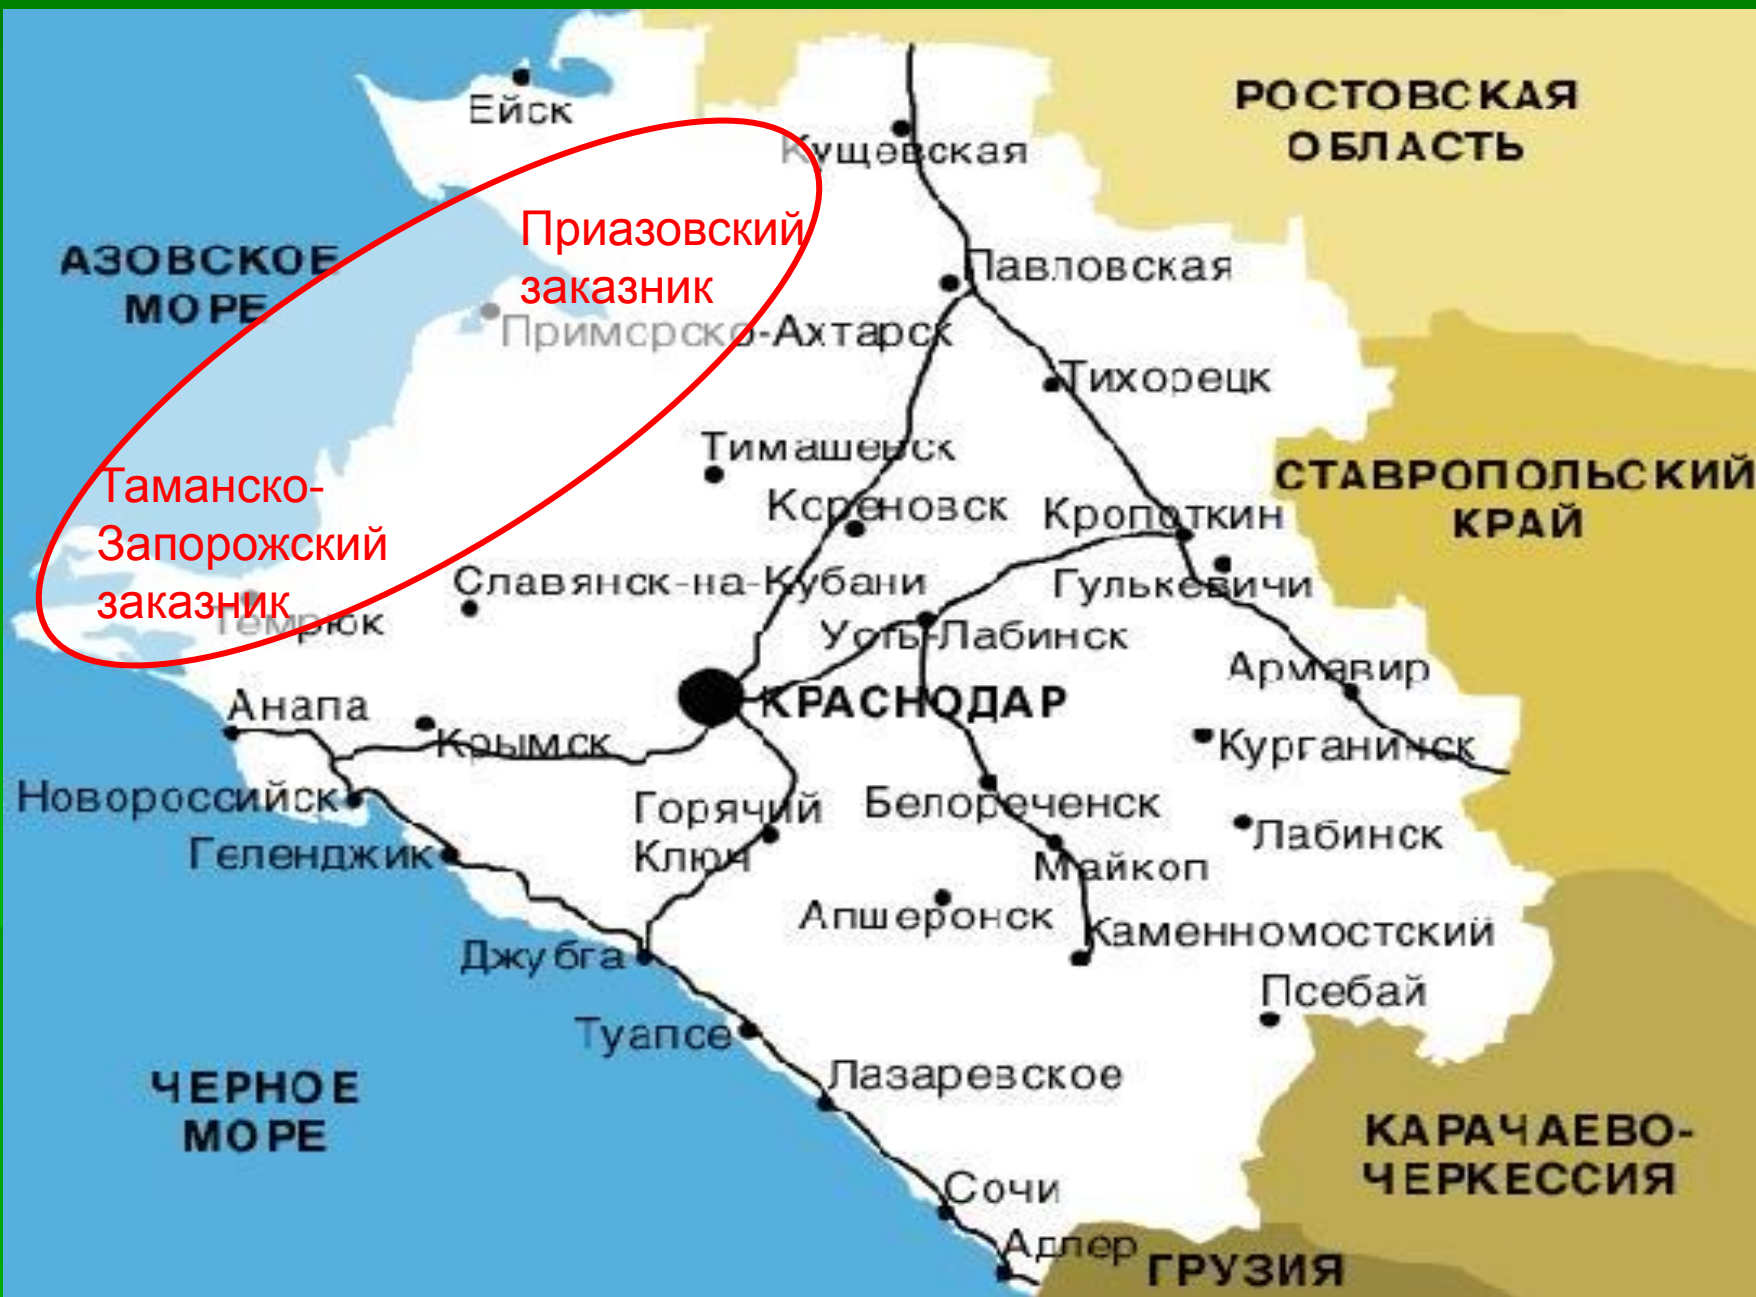 Ейск
РОСТОВСКАЯ
ОБЛАСТЬ
Кущевская
Приазовский
заказник
АЗОВСКОЕ
МОРЕ
Павловская
Приморско-Ахтарск
Тихорецк
Тимашевск
СТАВРОПОЛЬСКИЙ
КРАЙ
Таманско-
Запорожский
заказник
Кореновск
Кропоткин
Славянск-на-Кубани
Гулькевичи
Темрюк
Усть-Лабинск
Армавир
Анапа
КРАСНОДАР
Крымск
Курганинск
Новороссийск
Горячий
Ключ
Белореченск
Лабинск
Геленджик
Майкоп
Апшеронск
Каменномостский
Джубга
Псебай
Туапсе
Лазаревское
ЧЕРНОЕ
МОРЕ
КАРАЧАЕВО-
ЧЕРКЕССИЯ
Сочи
Адлер
ГРУЗИЯ